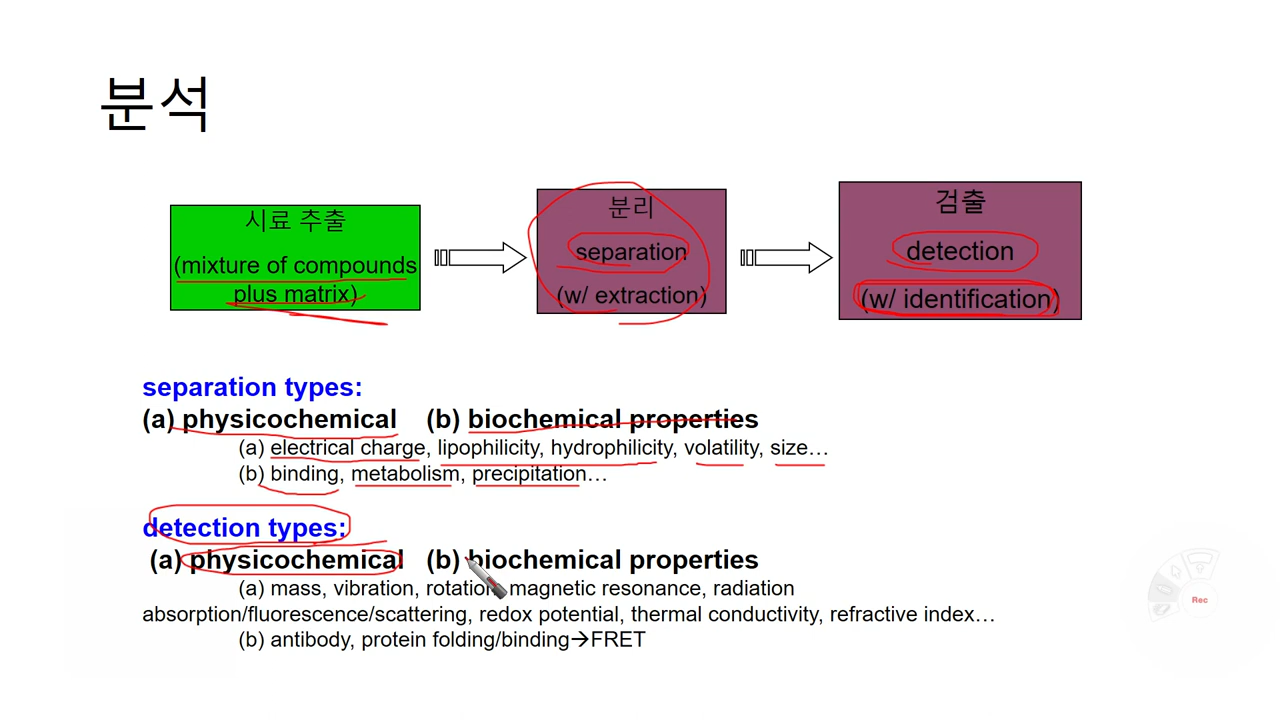 분석
시료 추출
(mixture of compounds
plus matrix)
분리
separation
(w/ extraction)
검출
detection
(w/ identification)
separation types:
(a) physicochemical (b) biochemical properties
(a) electrical charge, lipophilicity, hydrophilicity, volatility, size…
(b) binding, metabolism, precipitation…
detection types:
(a) physicochemical (b) biochemical properties
(a) mass, vibration, rotation, magnetic resonance, radiation
absorption/fluorescence/scattering, redox potential, thermal conductivity, refractive index…
(b) antibody, protein folding/binding→FRET
Rec